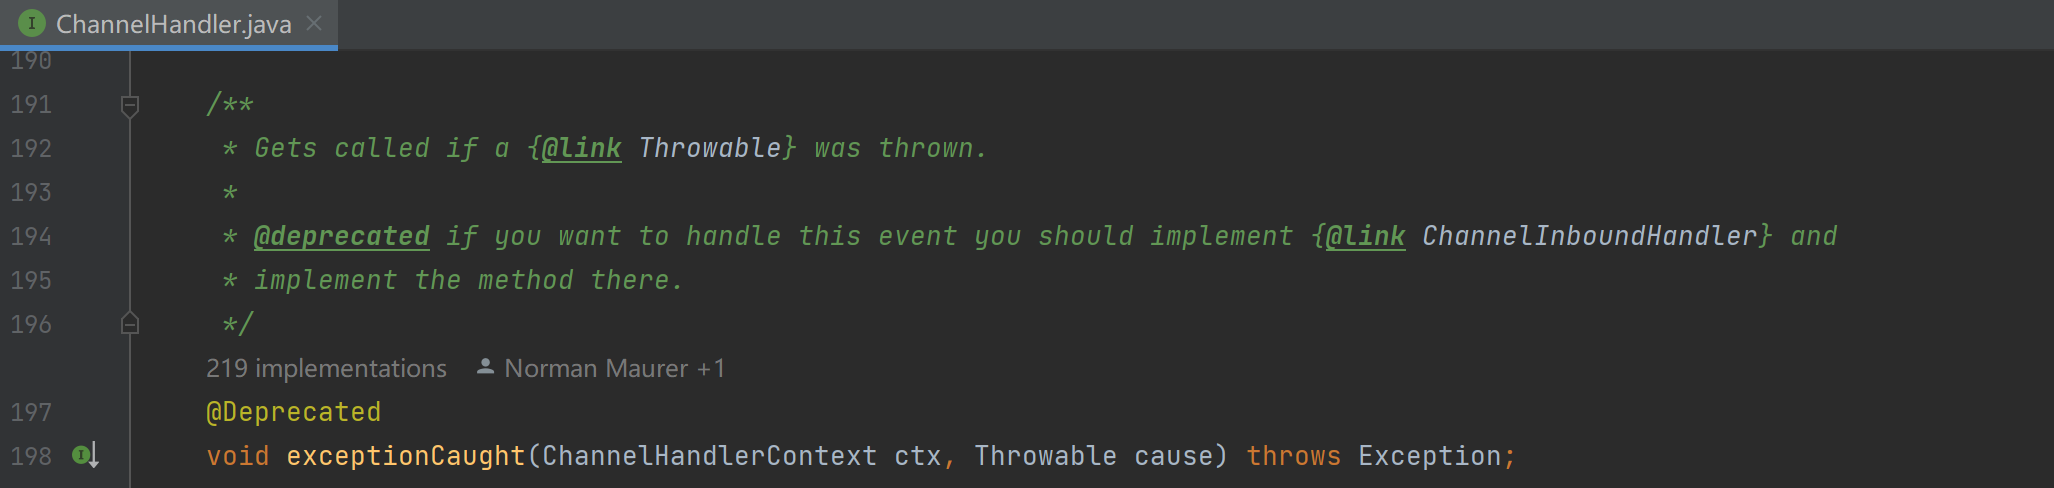 I ChannelHandler.java
190
191 /**
192 * Gets called if a {@link Throwable} was thrown.
193 *
194 * @deprecated if you want to handle this event you should implement {@link ChannelInboundHandler} and
195 * implement the method there.
196 */
219 implementations Norman Maurer +1
197 @Deprecated
198 I void exceptionCaught(ChannelHandlerContext ctx, Throwable cause) throws Exception;